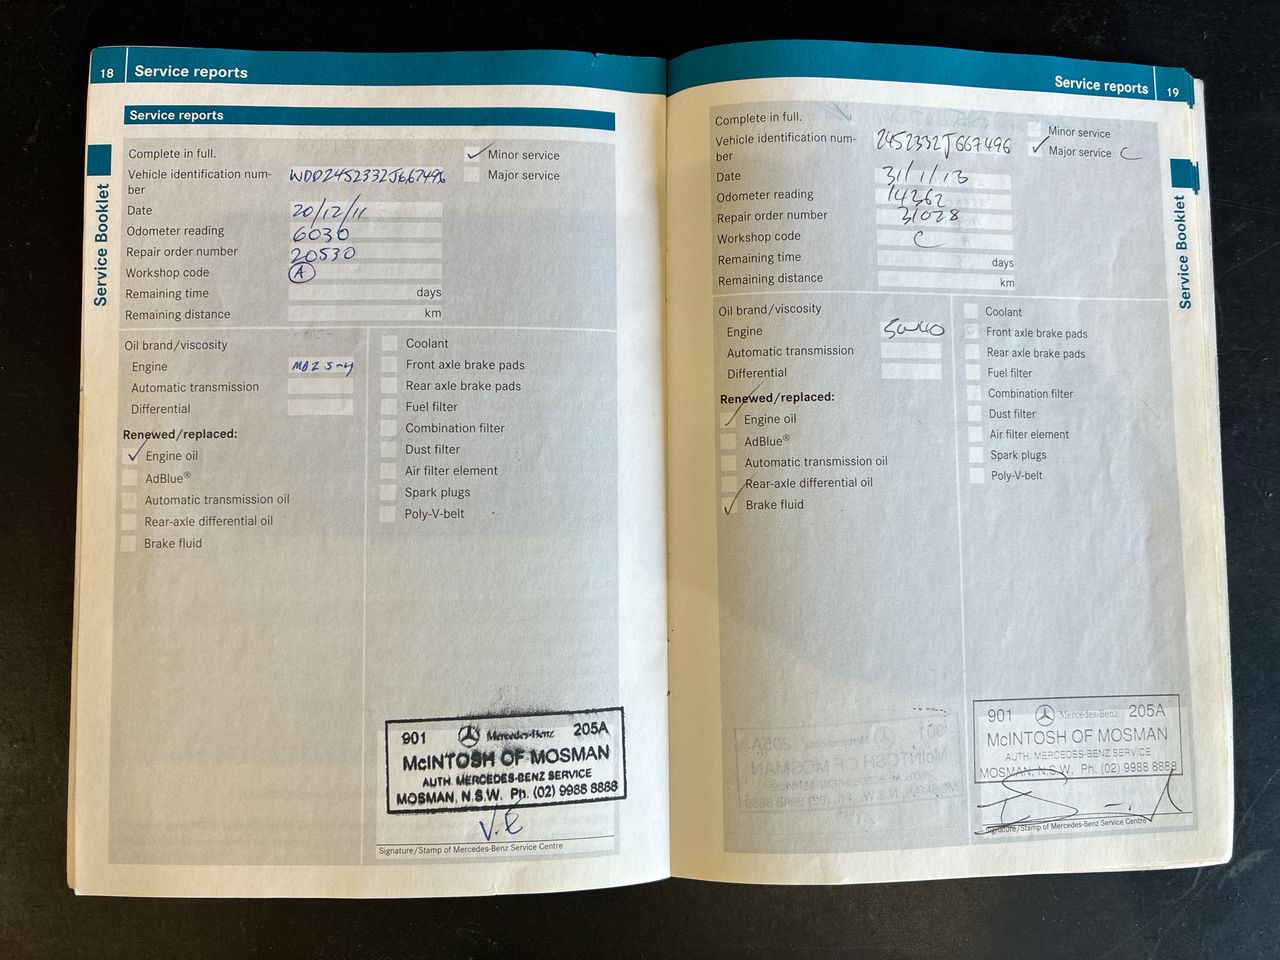 18 Service reports
Service Booklet
Service reports
Complete in full.
Minor service
Vehicle identification num-
ber
WDD2452332J667496
Major service
Date 20/12/11
Odometer reading 6030
Repair order number 20530
Workshop code A
Remaining time days
Remaining distance km
Oil brand/viscosity
Engine
Automatic transmission
Differential
Renewed/replaced:
Engine oil
AdBlue®
Automatic transmission oil
Rear-axle differential oil
Brake fluid
Coolant
Front axle brake pads
Rear axle brake pads
Fuel filter
Combination filter
Dust filter
Air filter element
Spark plugs
Poly-V-belt
901 Mercedes-Benz 205A
McINTOSH OF MOSMAN
AUTH. MERCEDES-BENZ SERVICE
MOSMAN, N.S.W. Ph. (02) 9988 8888
Signature/Stamp of Mercedes-Benz Service Centre
Service reports 19
Service Booklet
Complete in full.
Minor service
Vehicle identification num-
ber
2452332J667496
Major service C
Date 31/1/13
Odometer reading 14362
Repair order number 31028
Workshop code C
Remaining time days
Remaining distance km
Oil brand/viscosity
Engine 5w40
Automatic transmission
Differential
Renewed/replaced:
Engine oil
AdBlue®
Automatic transmission oil
Rear-axle differential oil
Brake fluid
Coolant
Front axle brake pads
Rear axle brake pads
Fuel filter
Combination filter
Dust filter
Air filter element
Spark plugs
Poly-V-belt
901 Mercedes-Benz 205A
McINTOSH OF MOSMAN
AUTH. MERCEDES-BENZ SERVICE
MOSMAN, N.S.W. Ph. (02) 9988 8888
Signature/Stamp of Mercedes-Benz Service Centre